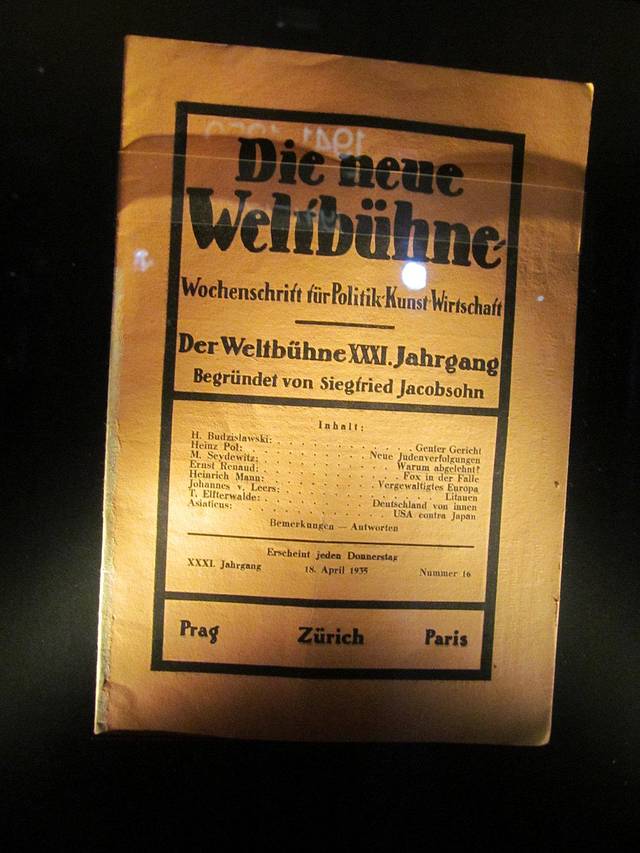 Die neue
Weltbühne
Wochenschrift für Politik·Kunst·Wirtschaft
Der Weltbühne XXXI. Jahrgang
Begründet von Siegfried Jacobsohn
Inhalt:
H. Budzislawski: . . . . . . . . . . . . Genfer Gericht
Heinz Pol: . . . . . . . . . . Neue Judenverfolgungen
M. Seydewitz: . . . . . . . . . . . . Warum abgelehnt?
Ernst Renaud: . . . . . . . . . . . . Fox in der Falle
Heinrich Mann: . . . . . . . . . . Vergewaltigtes Europa
Johannes v. Leers: . . . . . . . . . . . . Litauen
T. Elfterwalde: . . . . . . . . . . Deutschland von innen
Asiaticus: . . . . . . . . . . . . USA contra Japan
Bemerkungen — Antworten
Erscheint jeden Donnerstag
XXXI. Jahrgang 18. April 1935 Nummer 16
Prag Zürich Paris